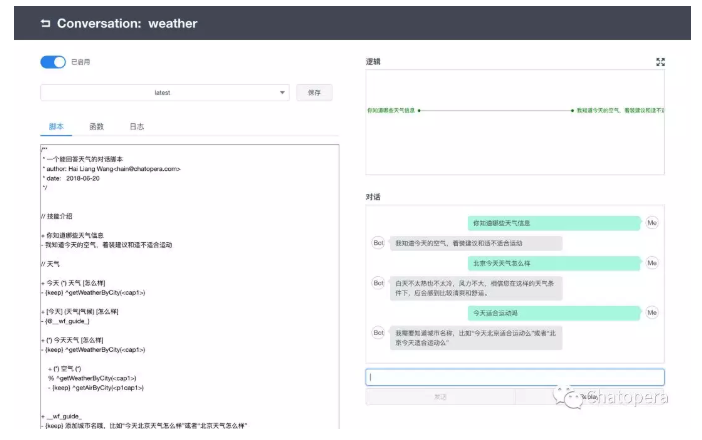 Conversation: weather
已启用
latest
保存
脚本
函数
日志
/**
* 一个能回答天气的对话脚本
* author: Hai Liang Wang<hain@chatopera.com>
* date: 2018-06-20
*/
// 技能介绍
+ 你知道哪些天气信息
- 我知道今天的空气，着装建议和适不适合运动
// 天气
+ 今天 (*) 天气 [怎么样]
- {keep} ^getWeatherByCity(<cap1>)
+ [今天] (天气|气候) [怎么样]
- {@__wf_guide_}
+ (*) 今天天气 [怎么样]
- {keep} ^getWeatherByCity(<cap1>)
+ (*) 空气 (*)
% ^getWeatherByCity(<cap1>)
- {keep} ^getAirByCity(<p1cap1>)
+ __wf_guide_
- {keep} 添加城市名哦，比如“今天北京天气怎么样”或者“北京天气怎么样”
逻辑
你知道哪些天气信息
我知道今天的空气，着装建议和适不适
对话
你知道哪些天气信息
Me
Bot
我知道今天的空气，着装建议和适不适合运动
北京今天天气怎么样
Me
Bot
白天不太热也不太冷，风力不大，相信您在这样的天气条
件下，应会感到比较清爽和舒适。
今天适合运动吗
Me
Bot
我需要知道城市名称，比如“今天北京适合运动么”或者“北
京今天适合运动么”
发送
Replay
Chatopera